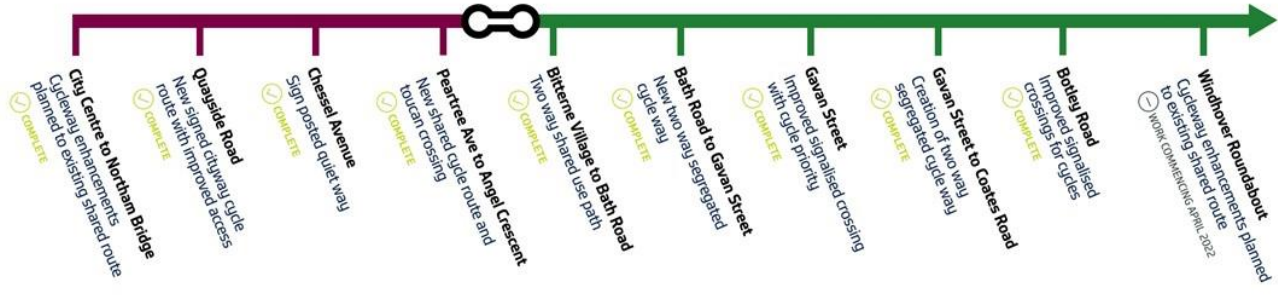 City Centre to Northam Bridge
Cycleway enhancements
planned to existing shared route
COMPLETE
Quayside Road
New signed cityway cycle
route with improved access
COMPLETE
Chessel Avenue
Sign posted quiet way
COMPLETE
Peartree Ave to Angel Crescent
New shared cycle route and
toucan crossing
COMPLETE
Bitterne Village to Bath Road
Two way shared use path
COMPLETE
Bath Road to Gavan Street
New two way segregated
cycle way
COMPLETE
Gavan Street
Improved signalised crossing
with cycle priority
COMPLETE
Gavan Street to Coates Road
Creation of two way
segregated cycle way
COMPLETE
Botley Road
Improved signalised
crossings for cycles
COMPLETE
Windhover Roundabout
Cycleway enhancements planned
to existing shared route
WORK COMMENCING APRIL 2022